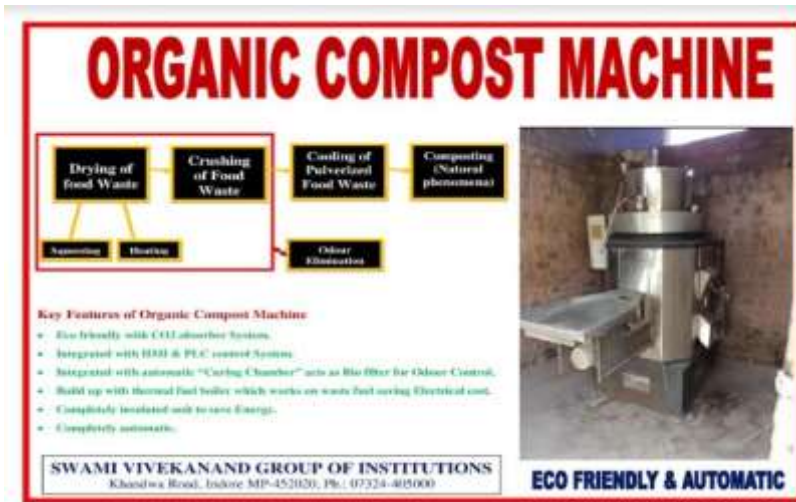 ORGANIC COMPOST MACHINE
Drying of
food Waste
Crushing
of Food
Waste
Cooling of
Pulverized
Food Waste
Composting
(Natural
phenomena)
Squeezing
Heating
Odour
Elimination
Key Features of Organic Compost Machine
• Eco friendly with CO2 absorber System.
• Integrated with HMI & PLC control System.
• Integrated with automatic “Curing Chamber” acts as Bio filter for Odour Control.
• Build up with thermal fuel boiler which works on waste fuel saving Electrical cost.
• Completely insulated unit to save Energy.
• Completely automatic.
SWAMI VIVEKANAND GROUP OF INSTITUTIONS
Khandwa Road, Indore MP-452020, Ph.: 07324-405000
ECO FRIENDLY & AUTOMATIC